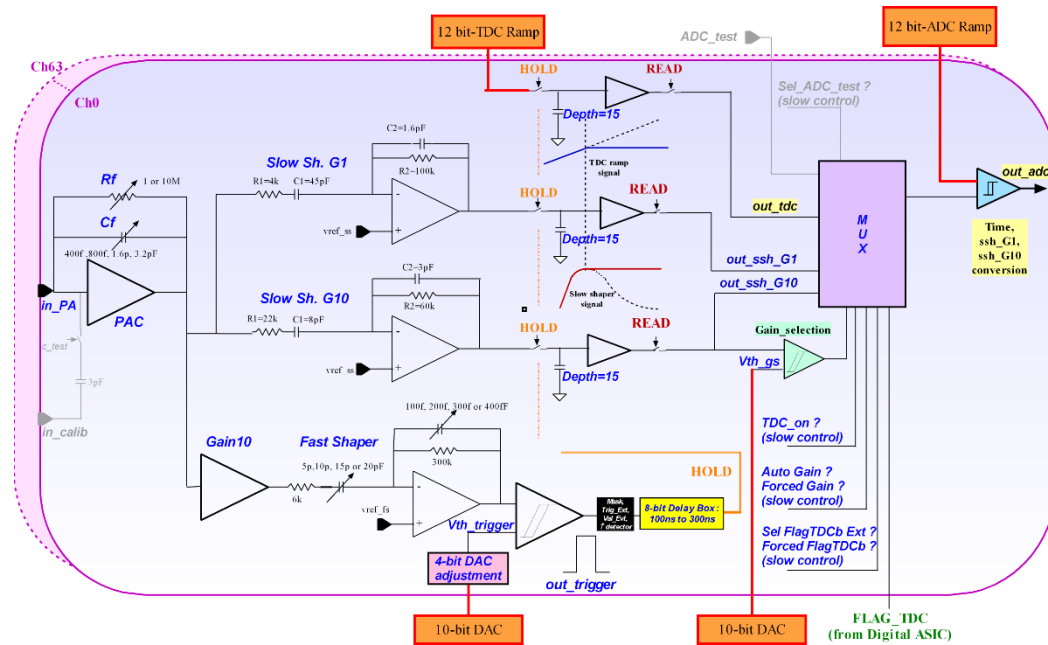 12 bit-TDC Ramp
12 bit-ADC Ramp
ADC_test
Ch63
Ch0
HOLD
READ
Sel_ADC_test ?
(slow control)
Depth=15
C2=1.6pF
R2=100k
Slow Sh. G1
R1=4k
C1=45pF
vref_ss
TDC ramp
signal
Rf
1 or 10M
Cf
400f, 800f, 1.6p, 3.2pF
in_PA
PAC
HOLD
READ
Depth=15
out_tdc
M
U
X
out_adc
Time,
ssh_G1,
ssh_G10
conversion
out_ssh_G1
out_ssh_G10
C2=3pF
R2=60k
Slow Sh. G10
R1=22k
C1=8pF
vref_ss
Slow shaper
signal
HOLD
READ
Depth=15
Gain_selection
Vth_gs
c_test
3pF
in_calib
100f, 200f, 300f or 400fF
300k
Gain10
Fast Shaper
5p,10p, 15p or 20pF
6k
vref_fs
Vth_trigger
HOLD
Mask,
Trig_Ext,
Val_Evt,
↑ detector
8-bit Delay Box :
100ns to 300ns
4-bit DAC
adjustment
out_trigger
10-bit DAC
10-bit DAC
TDC_on ?
(slow control)
Auto Gain ?
Forced Gain ?
(slow control)
Sel FlagTDCb Ext ?
Forced FlagTDCb ?
(slow control)
FLAG_TDC
(from Digital ASIC)